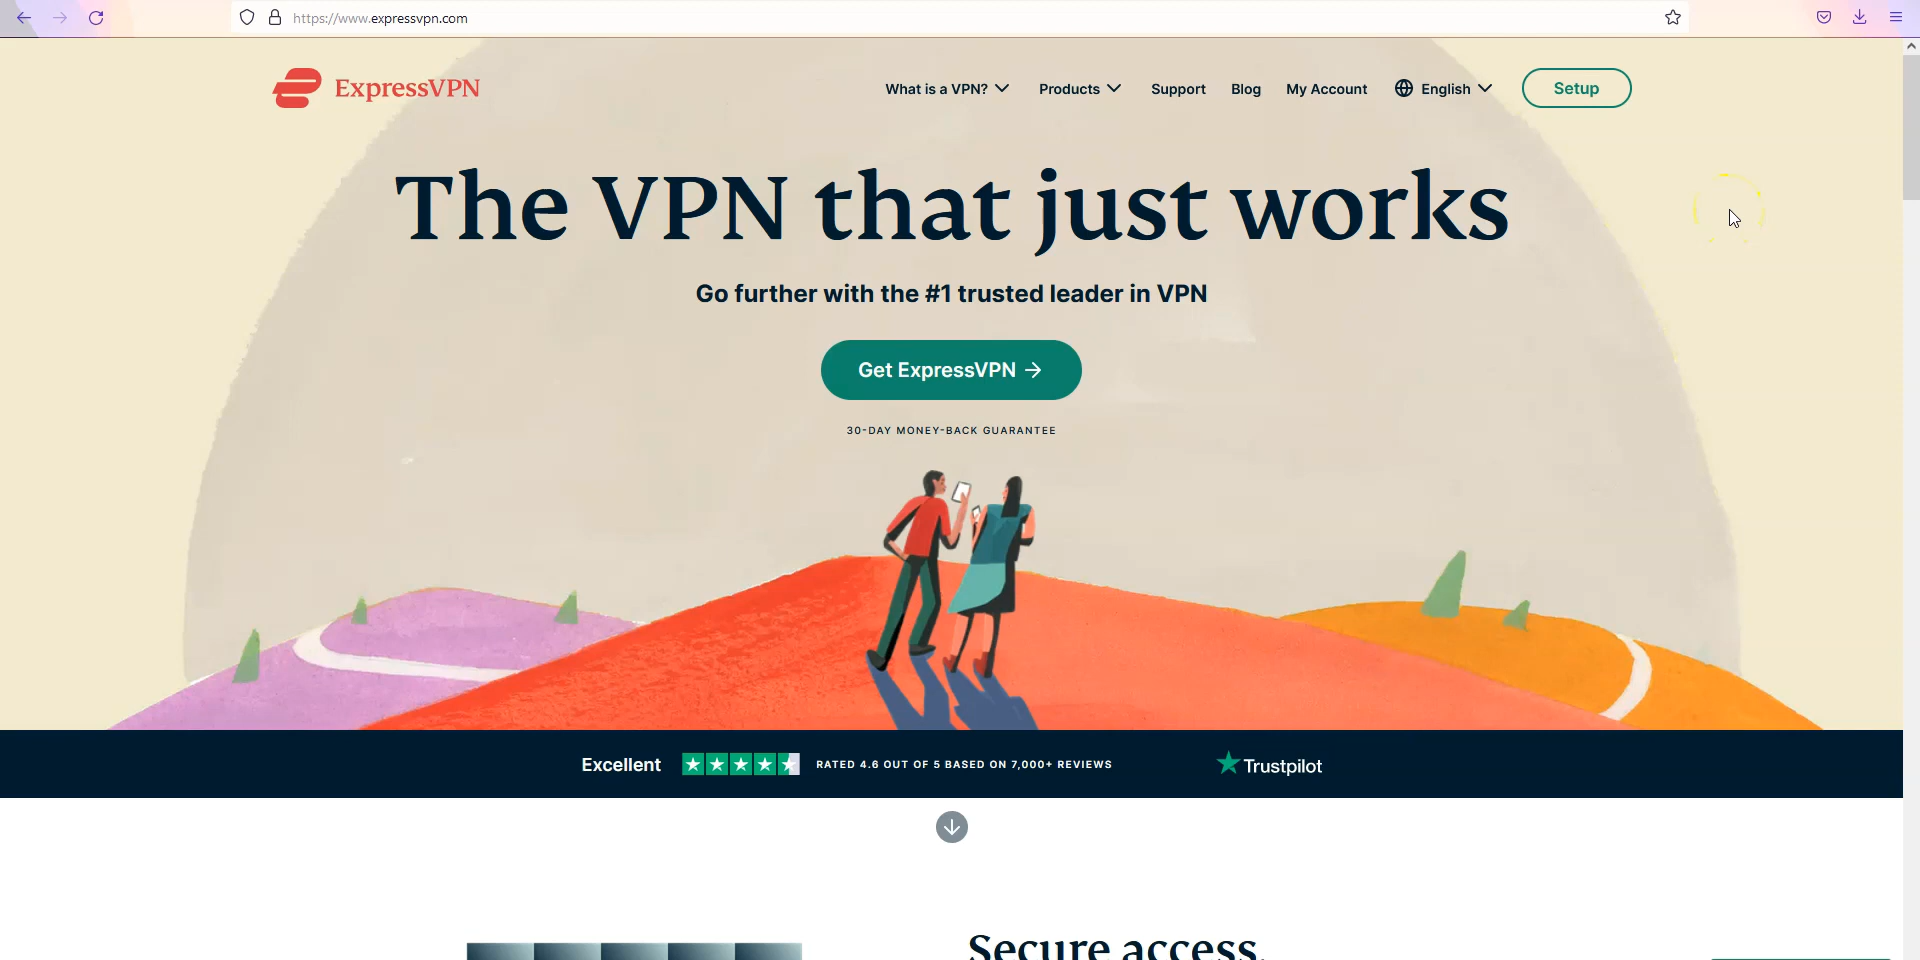 https://www.expressvpn.com
ExpressVPN
What is a VPN?
Products
Support
Blog
My Account
English
Setup
The VPN that just works
Go further with the #1 trusted leader in VPN
Get ExpressVPN →
30-DAY MONEY-BACK GUARANTEE
Excellent
RATED 4.6 OUT OF 5 BASED ON 7,000+ REVIEWS
Trustpilot
Secure access.